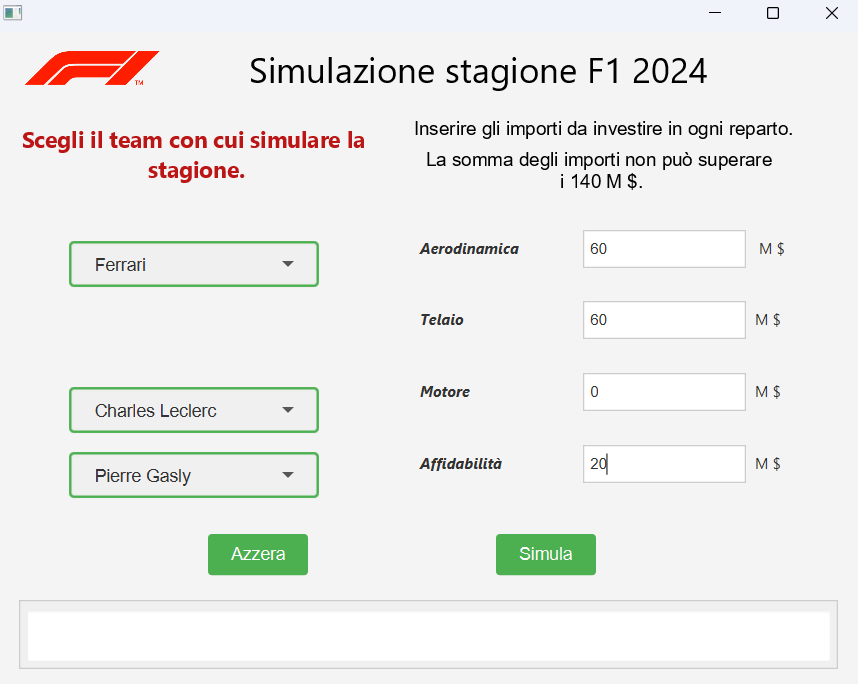 Simulazione stagione F1 2024
Scegli il team con cui simulare la
stagione.
Inserire gli importi da investire in ogni reparto.
La somma degli importi non può superare
i 140 M $.
Ferrari
Charles Leclerc
Pierre Gasly
Aerodinamica 60 M $
Telaio 60 M $
Motore 0 M $
Affidabilità 20 M $
Azzera
Simula